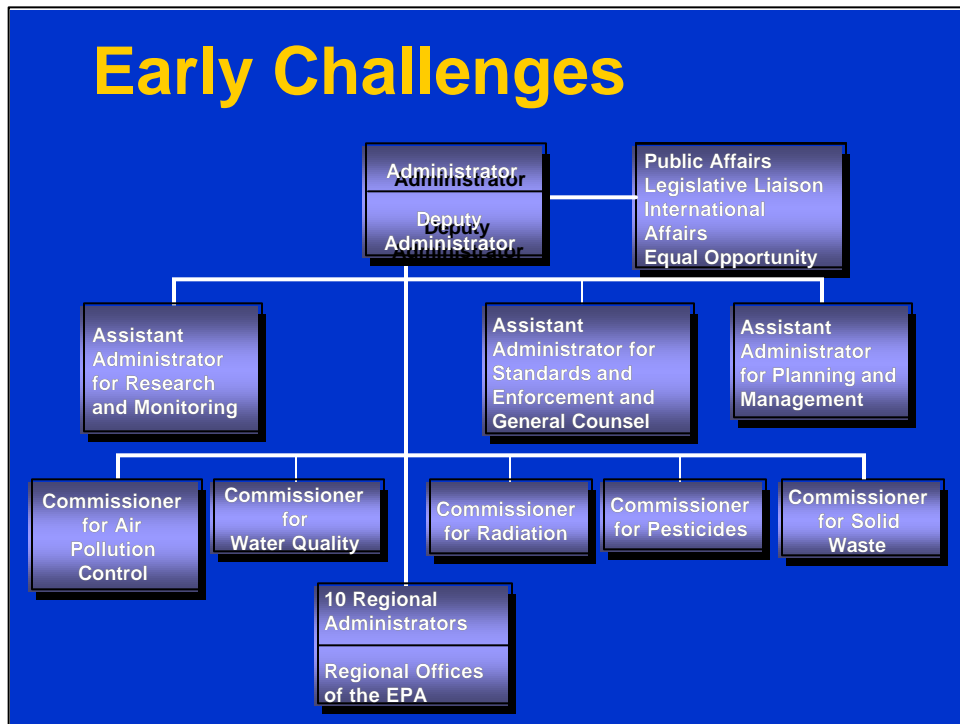 Early Challenges
Administrator
Deputy
Administrator
Public Affairs
Legislative Liaison
International
Affairs
Equal Opportunity
Assistant
Administrator
for Research
and Monitoring
Assistant
Administrator for
Standards and
Enforcement and
General Counsel
Assistant
Administrator
for Planning and
Management
Commissioner
for Air
Pollution
Control
Commissioner
for
Water Quality
Commissioner
for Radiation
Commissioner
for Pesticides
Commissioner
for Solid
Waste
10 Regional
Administrators
Regional Offices
of the EPA